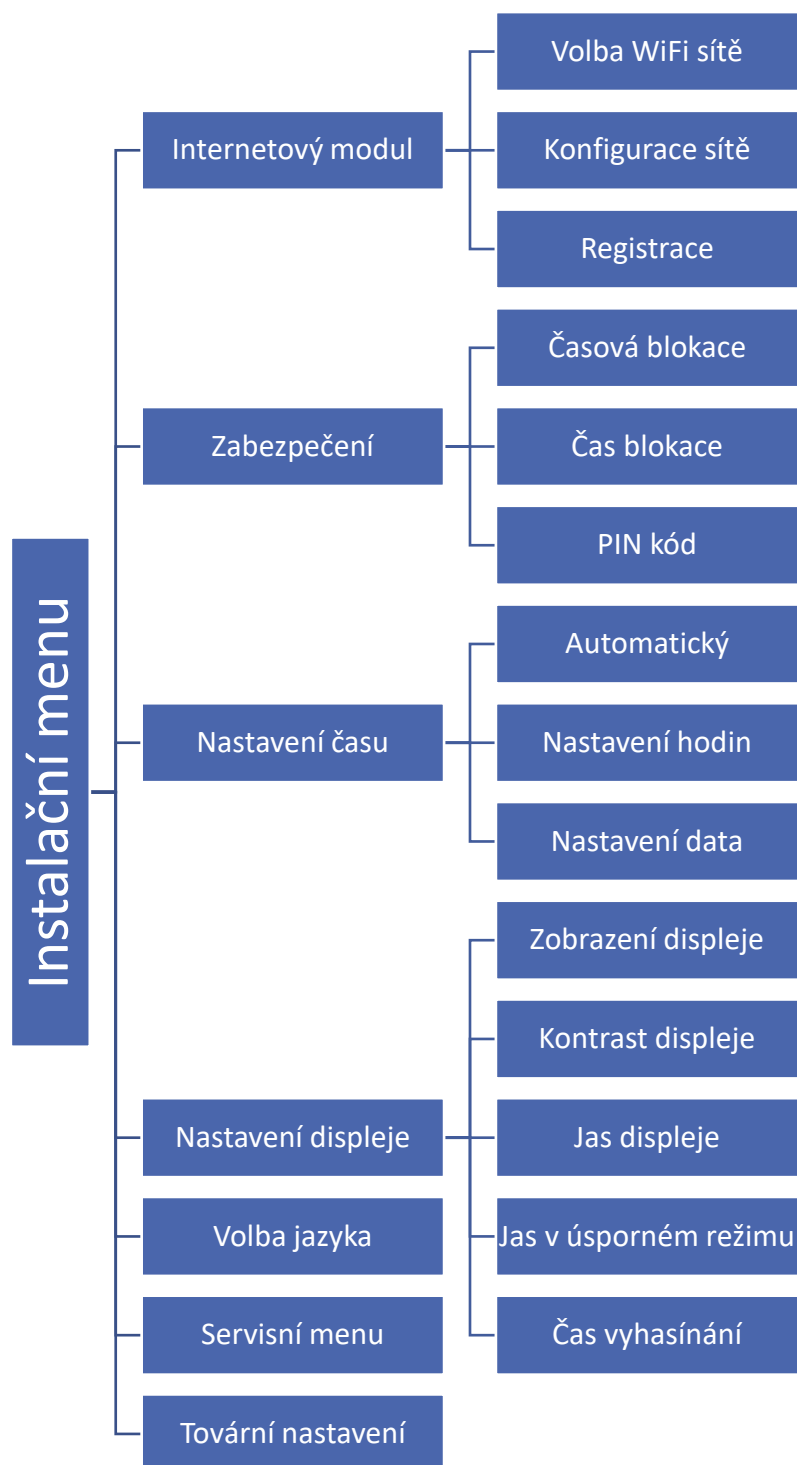 Instalační menu
Internetový modul
Volba WiFi sítě
Konfigurace sítě
Registrace
Zabezpečení
Časová blokace
Čas blokace
PIN kód
Nastavení času
Automatický
Nastavení hodin
Nastavení data
Nastavení displeje
Zobrazení displeje
Kontrast displeje
Jas displeje
Jas v úsporném režimu
Čas vyhasínání
Volba jazyka
Servisní menu
Tovární nastavení